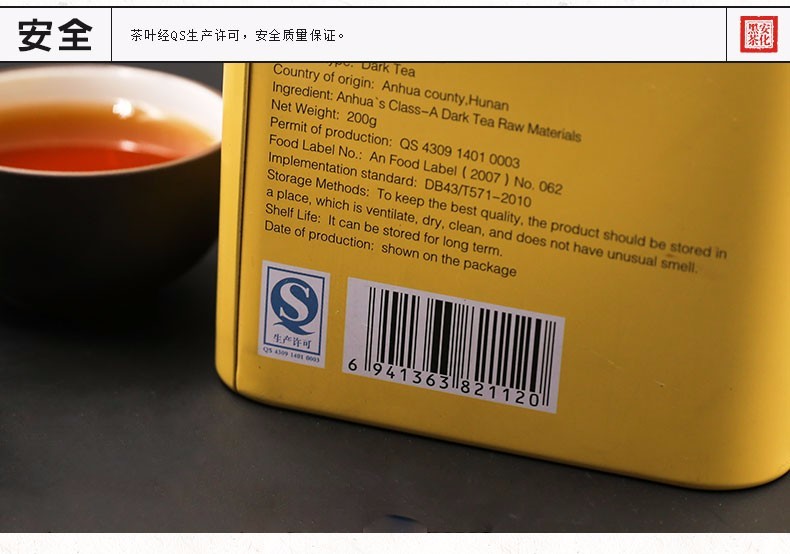 安全
茶叶经QS生产许可，安全质量保证。
安化
黑茶
Dark Tea
Country of origin: Anhua county,Hunan
Ingredient: Anhua`s Class-A Dark Tea Raw Materials
Net Weight: 200g
Permit of production: QS 4309 1401 0003
Food Label No.: An Food Label ( 2007 ) No. 062
Implementation standard: DB43/T571-2010
Storage Methods: To keep the best quality, the product should be stored in
a place, which is ventilate, dry, clean, and does not have unusual smell.
Shelf Life: It can be stored for long term.
Date of production: shown on the package
生产许可
QS 4309 1401 0003
6 941363 821120